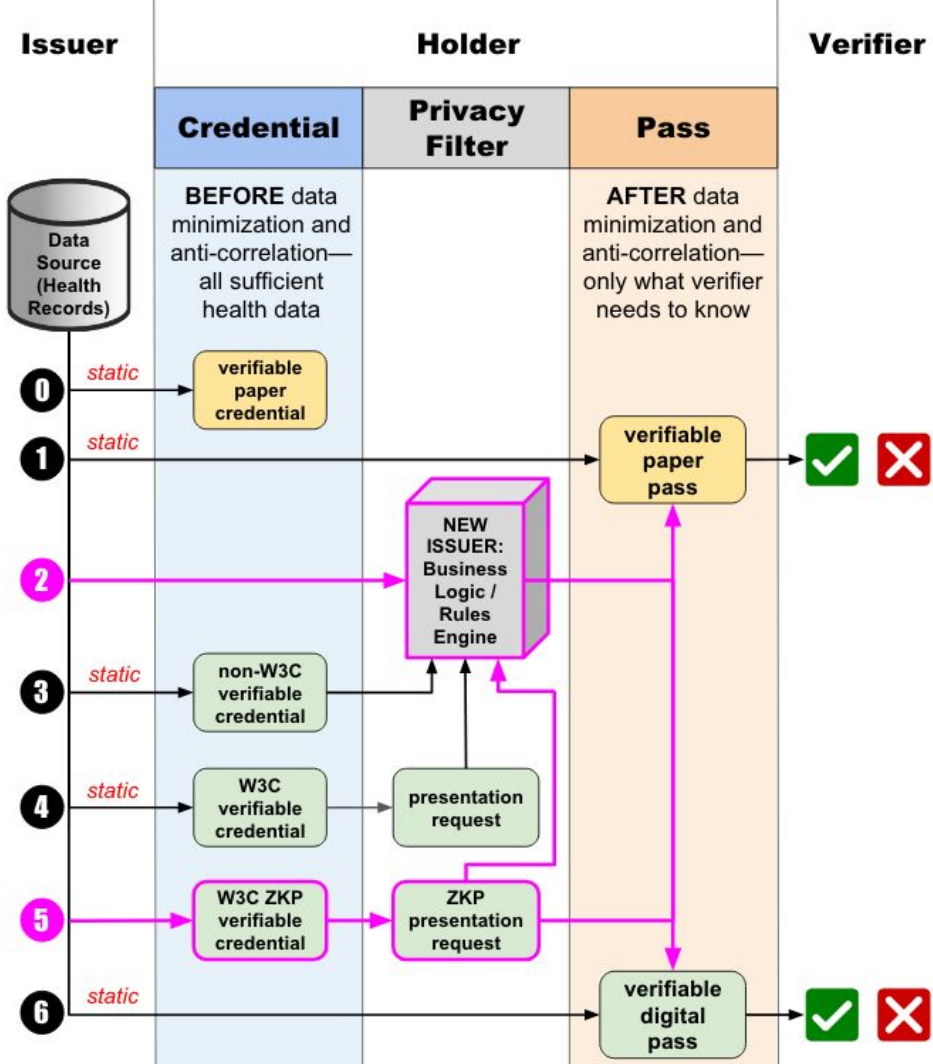 Issuer
Holder
Verifier
Credential
Privacy
Filter
Pass
BEFORE data
minimization and
anti-correlation—
all sufficient
health data
AFTER data
minimization and
anti-correlation—
only what verifier
needs to know
Data
Source
(Health
Records)
0
static
verifiable
paper
credential
1
static
verifiable
paper
pass
NEW
ISSUER:
Business
Logic /
Rules
Engine
2
3
static
non-W3C
verifiable
credential
4
static
W3C
verifiable
credential
presentation
request
5
W3C ZKP
verifiable
credential
ZKP
presentation
request
6
static
verifiable
digital
pass